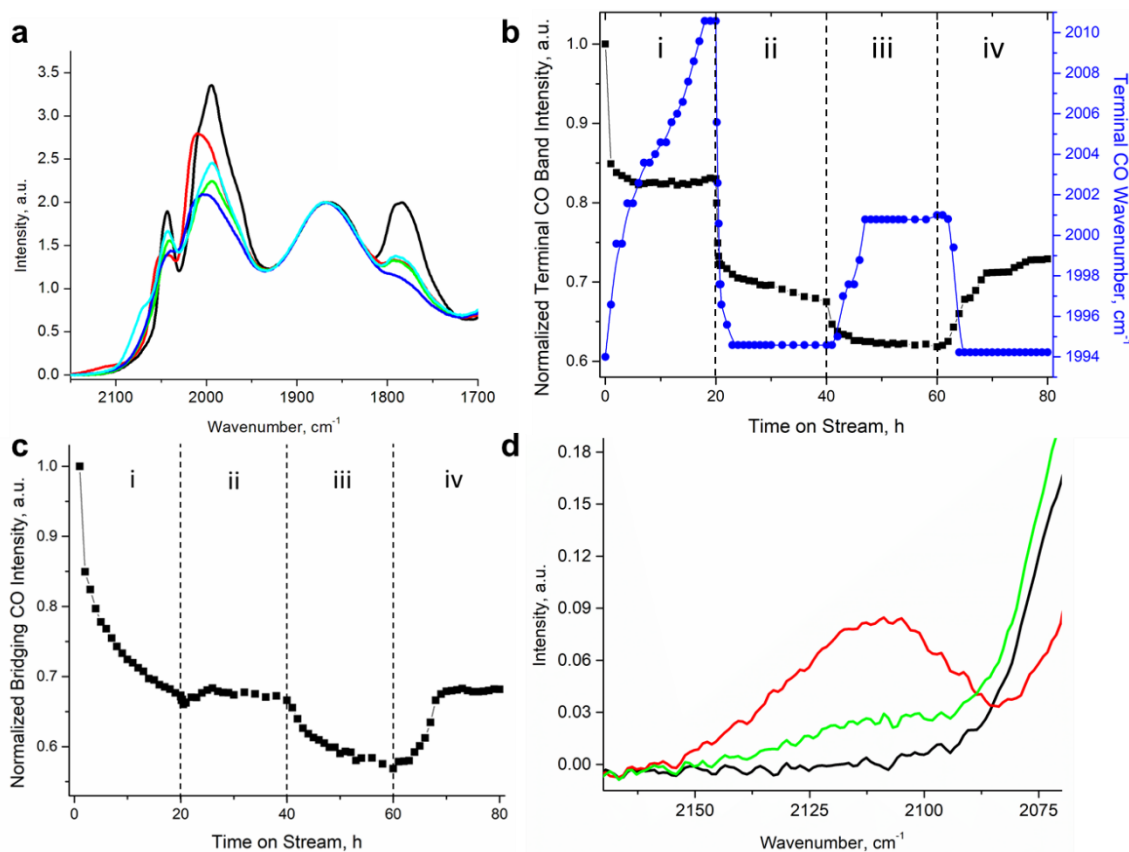 a
Intensity, a.u.
3.5
3.0
2.5
2.0
1.5
1.0
0.5
0.0
2100 2000 1900 1800 1700
Wavenumber, cm⁻¹
b
i ii iii iv
Normalized Terminal CO Band Intensity, a.u.
1.0
0.9
0.8
0.7
0.6
0 20 40 60 80
Time on Stream, h
2010
2008
2006
2004
2002
2000
1998
1996
1994
Terminal CO Wavenumber, cm⁻¹
c
i ii iii iv
Normalized Bridging CO Intensity, a.u.
1.0
0.9
0.8
0.7
0.6
0 20 40 60 80
Time on Stream, h
d
Intensity, a.u.
0.18
0.15
0.12
0.09
0.06
0.03
0.00
2150 2125 2100 2075
Wavenumber, cm⁻¹